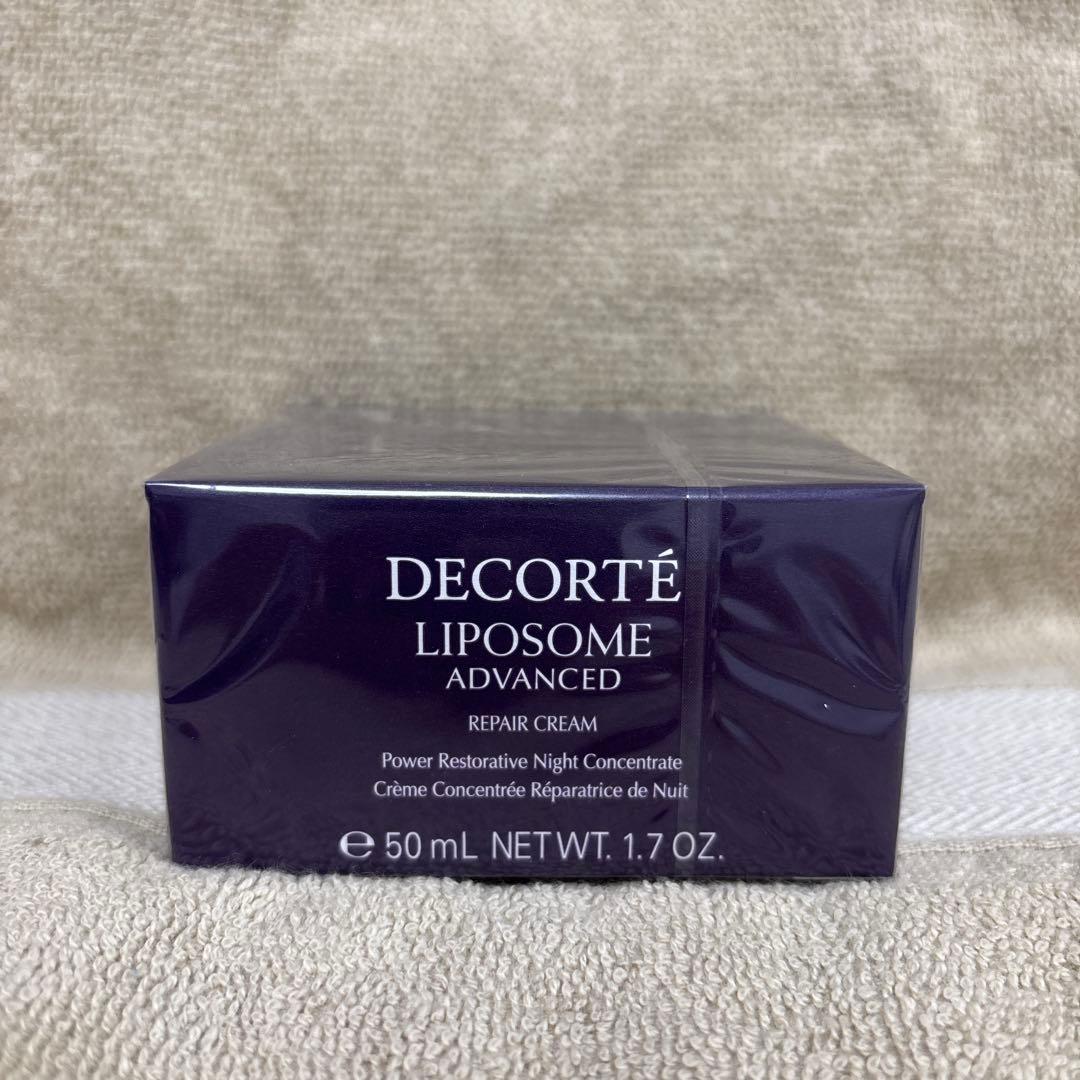 DECORTÉ
LIPOSOME
ADVANCED
REPAIR CREAM
Power Restorative Night Concentrate
Crème Concentrée Réparatrice de Nuit
℮ 50 mL NET WT. 1.7 OZ.